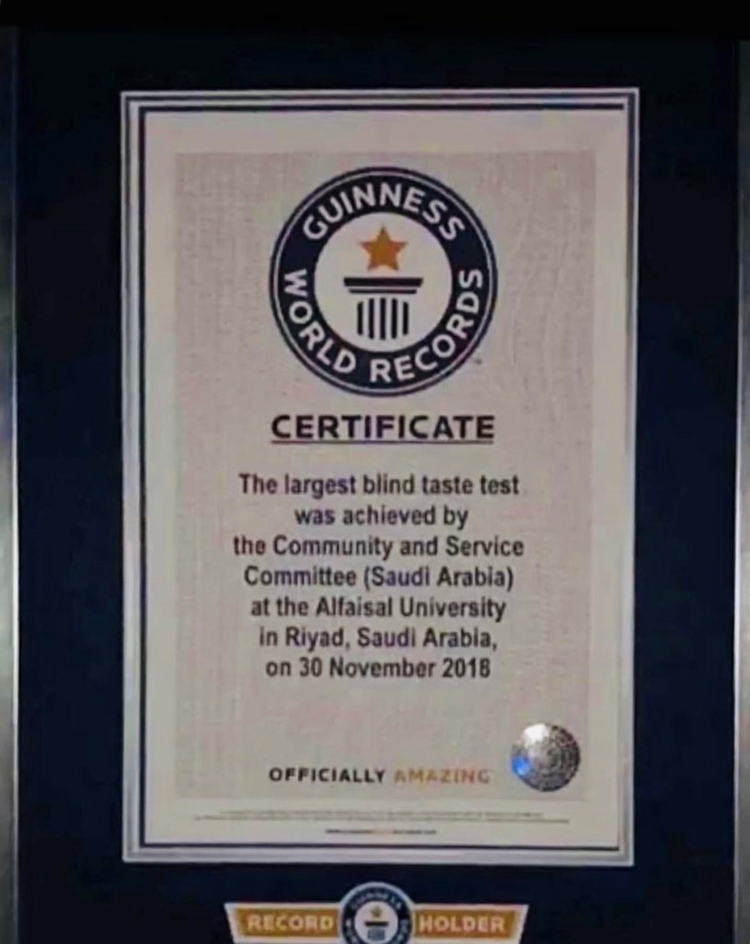 GUINNESS
WORLD RECORDS
CERTIFICATE
The largest blind taste test
was achieved by
the Community and Service
Committee (Saudi Arabia)
at the Alfaisal University
in Riyad, Saudi Arabia,
on 30 November 2018
OFFICIALLY AMAZING
RECORD HOLDER